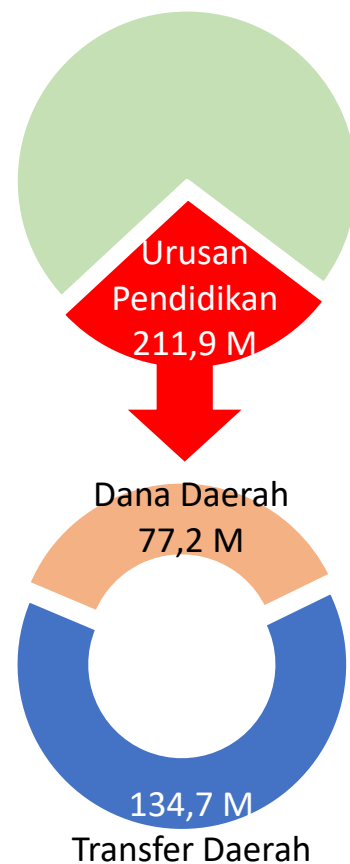 Urusan
Pendidikan
211,9 M
Dana Daerah
77,2 M
134,7 M
Transfer Daerah